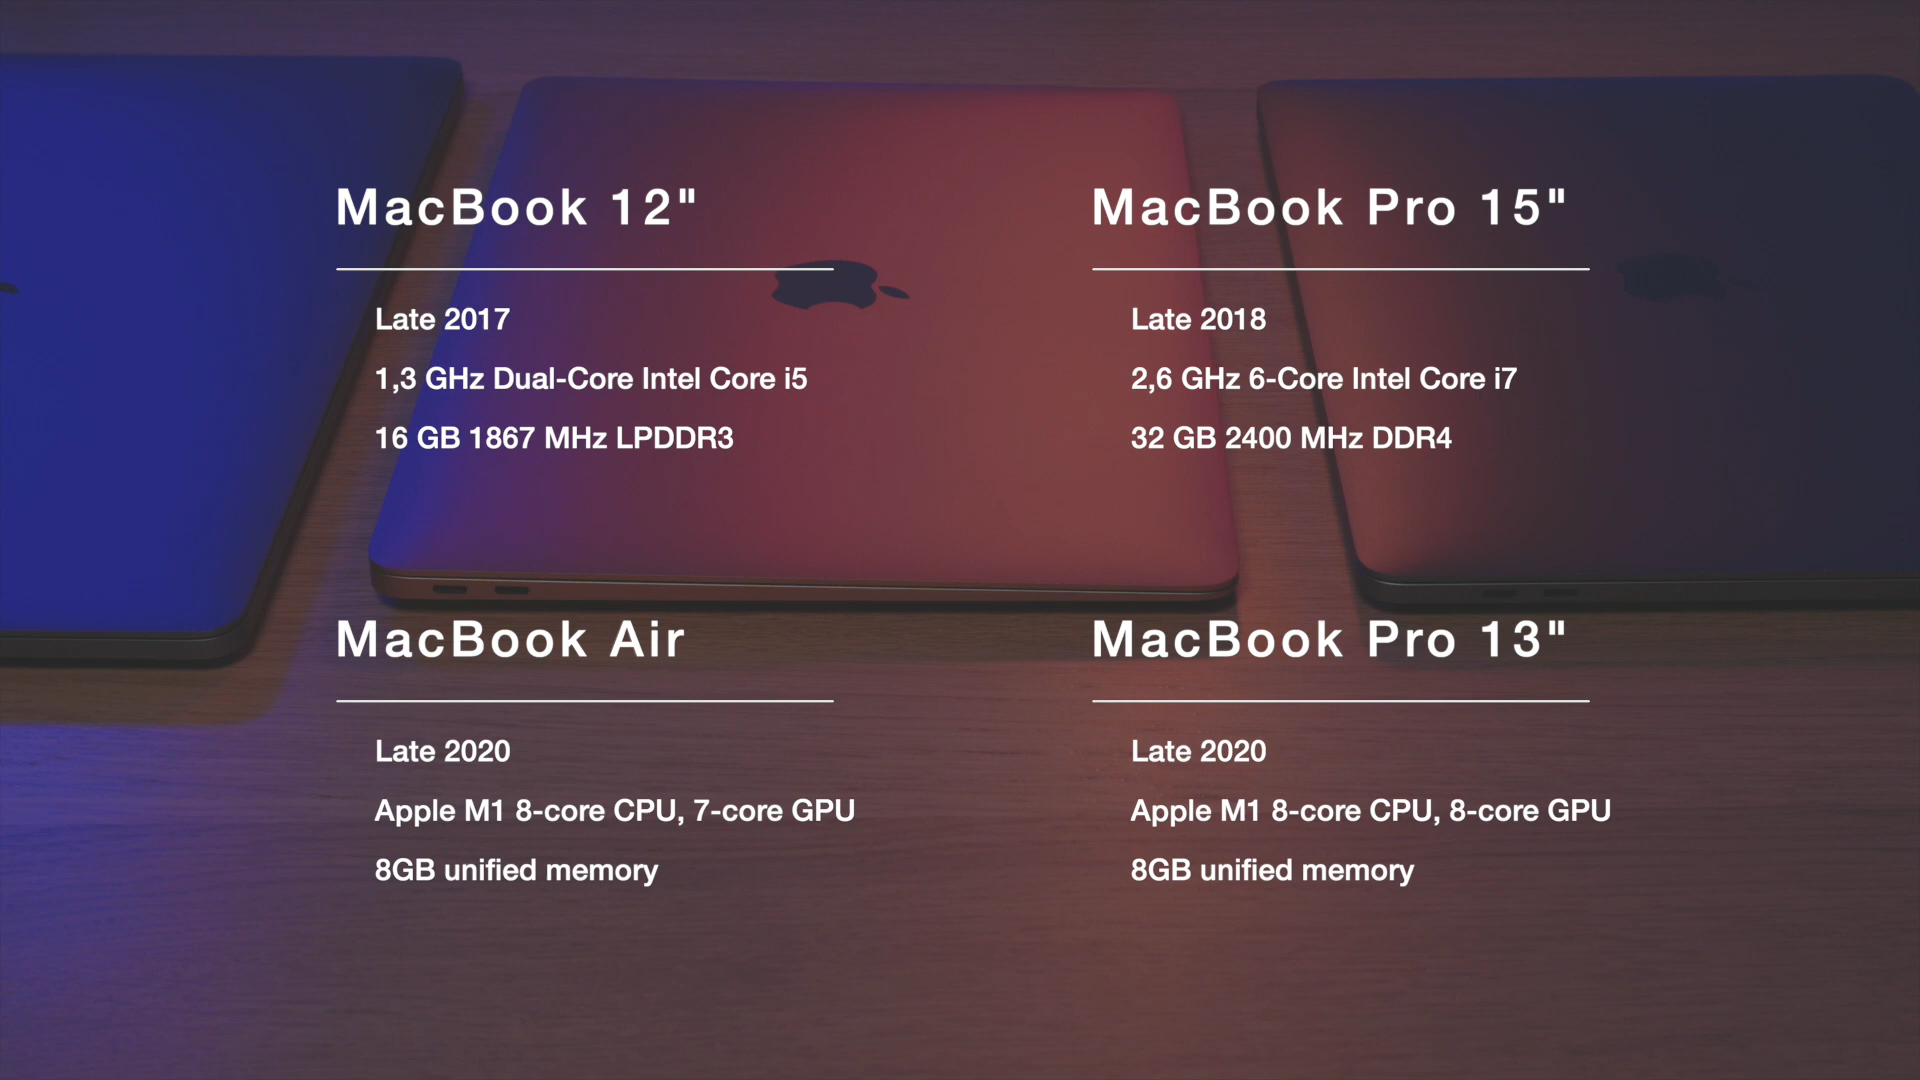 MacBook 12"
Late 2017
1,3 GHz Dual-Core Intel Core i5
16 GB 1867 MHz LPDDR3
MacBook Pro 15"
Late 2018
2,6 GHz 6-Core Intel Core i7
32 GB 2400 MHz DDR4
MacBook Air
Late 2020
Apple M1 8-core CPU, 7-core GPU
8GB unified memory
MacBook Pro 13"
Late 2020
Apple M1 8-core CPU, 8-core GPU
8GB unified memory